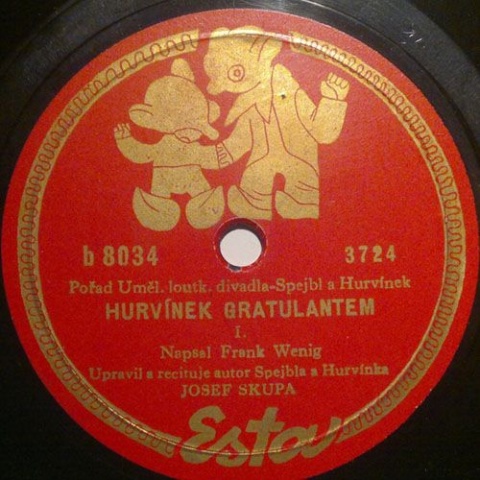 b 8034 3724
Pořad Uměl. loutk. divadla-Spejbl a Hurvínek
HURVÍNEK GRATULANTEM
I.
Napsal Frank Wenig
Upravil a recituje autor Spejbla a Hurvínka
JOSEF SKUPA
Esta